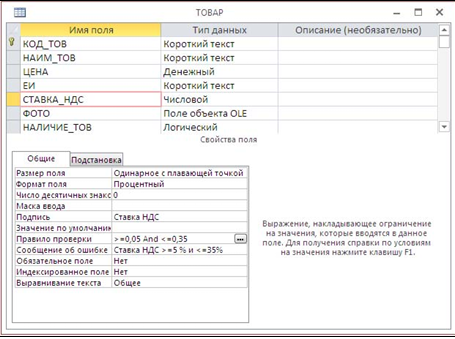 ТОВАР
Имя поля Тип данных Описание (необязательно)
КОД_ТОВ Короткий текст
НАИМ_ТОВ Короткий текст
ЦЕНА Денежный
ЕИ Короткий текст
СТАВКА_НДС Числовой
ФОТО Поле объекта OLE
НАЛИЧИЕ_ТОВ Логический
Свойства поля
Общие Подстановка
Размер поля Одинарное с плавающей точкой
Формат поля Процентный
Число десятичных знако 0
Маска ввода
Подпись Ставка НДС
Значение по умолчани
Правило проверки >=0,05 And <=0,35 ...
Сообщение об ошибке Ставка НДС >=5 % и <=35%
Обязательное поле Нет
Индексированное поле Нет
Выравнивание текста Общее
Выражение, накладывающее ограничение
на значения, которые вводятся в данное
поле. Для получения справки по условиям
на значения нажмите клавишу F1.